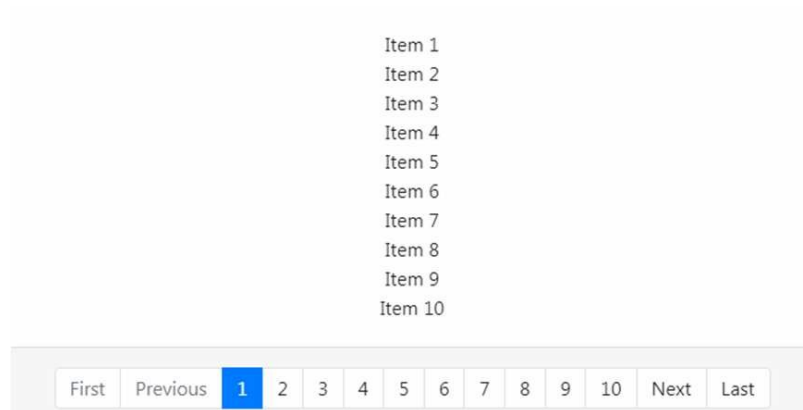 Item 1
Item 2
Item 3
Item 4
Item 5
Item 6
Item 7
Item 8
Item 9
Item 10
First Previous 1 2 3 4 5 6 7 8 9 10 Next Last